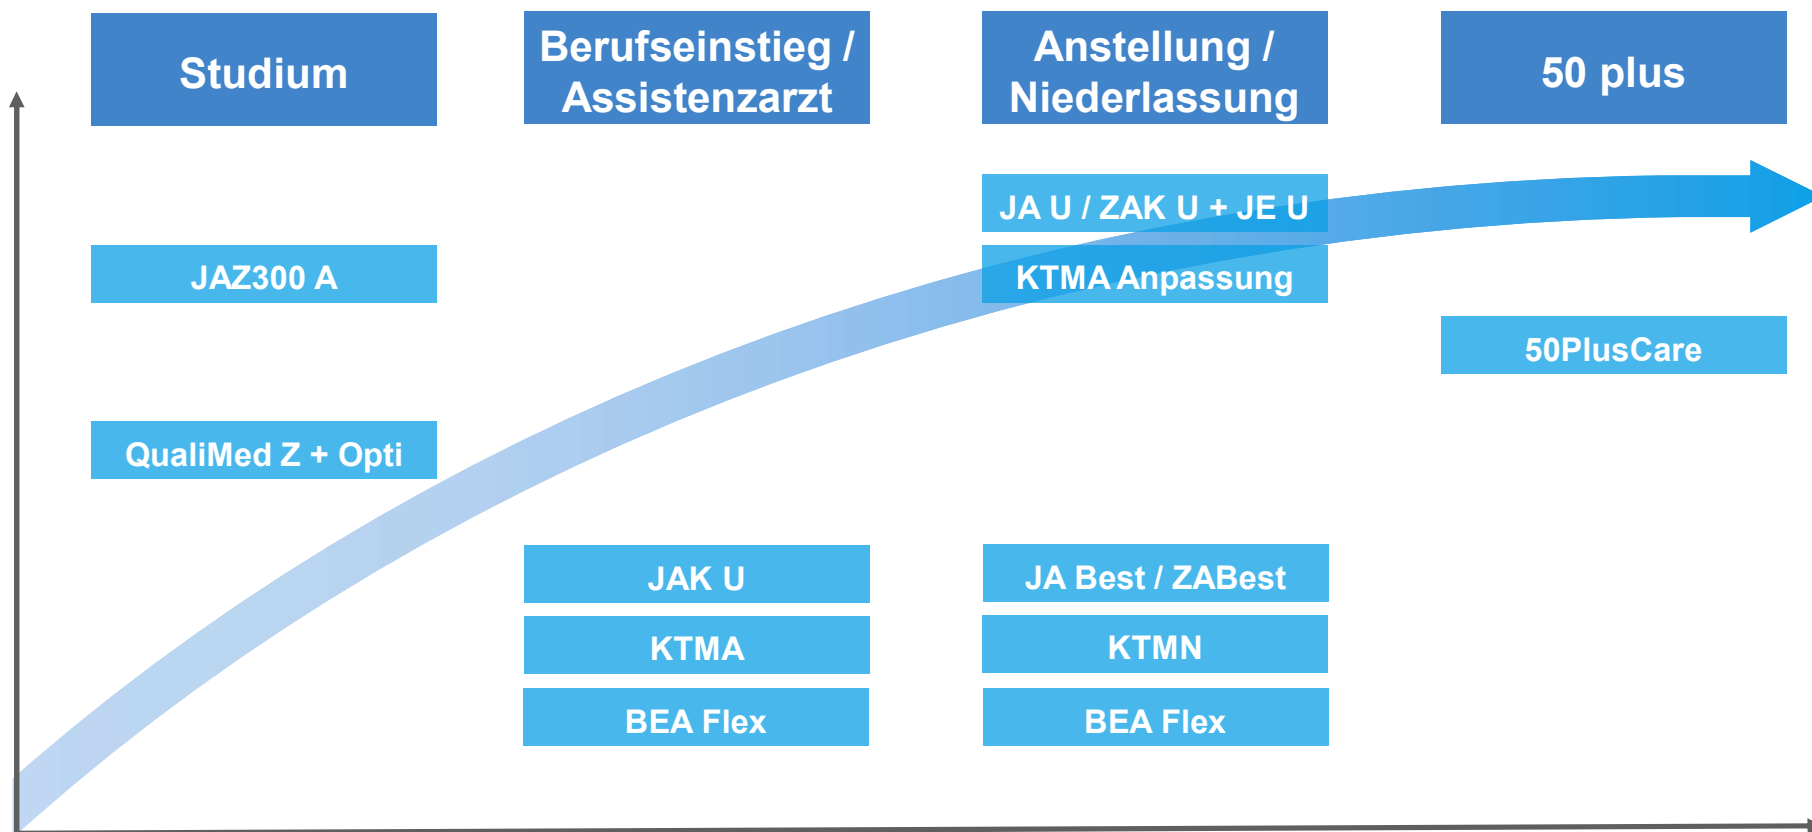 Studium
Berufseinstieg /
Assistenzarzt
Anstellung /
Niederlassung
50 plus
JA U / ZAK U + JE U
JAZ300 A
KTMA Anpassung
50PlusCare
QualiMed Z + Opti
JAK U
JA Best / ZABest
KTMA
KTMN
BEA Flex
BEA Flex